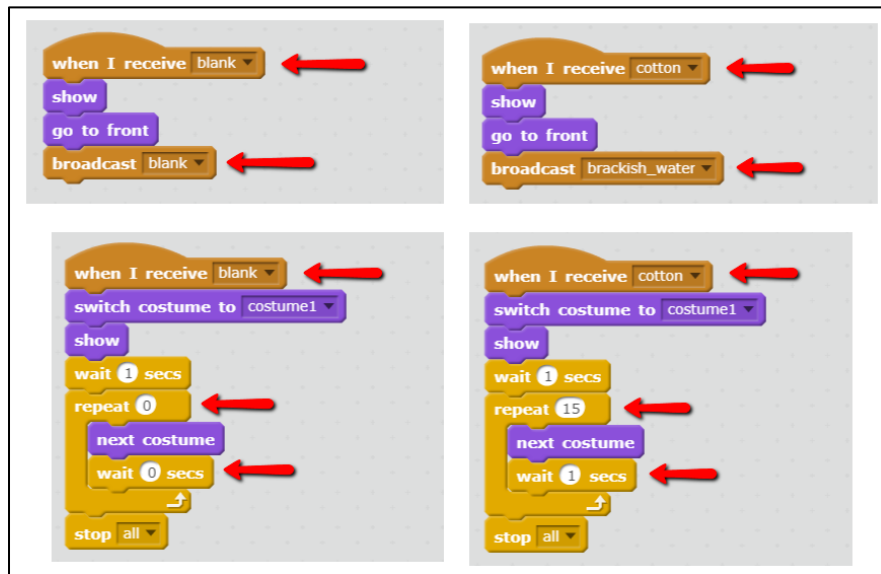 when I receive blank
show
go to front
broadcast blank
when I receive cotton
show
go to front
broadcast brackish_water
when I receive blank
switch costume to costume1
show
wait 1 secs
repeat 0
next costume
wait 0 secs
stop all
when I receive cotton
switch costume to costume1
show
wait 1 secs
repeat 15
next costume
wait 1 secs
stop all